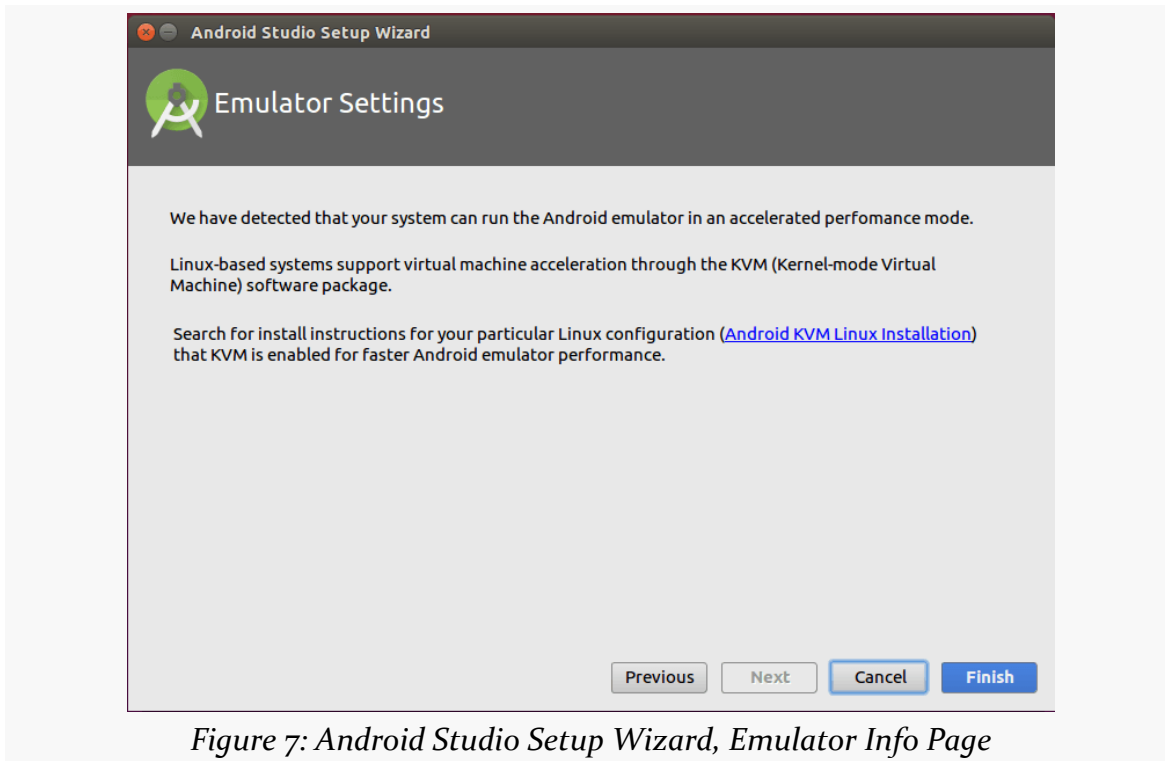 Android Studio Setup Wizard
Emulator Settings
We have detected that your system can run the Android emulator in an accelerated perfomance mode.
Linux-based systems support virtual machine acceleration through the KVM (Kernel-mode Virtual
Machine) software package.
Search for install instructions for your particular Linux configuration (Android KVM Linux Installation)
that KVM is enabled for faster Android emulator performance.
Previous Next Cancel Finish
Figure 7: Android Studio Setup Wizard, Emulator Info Page